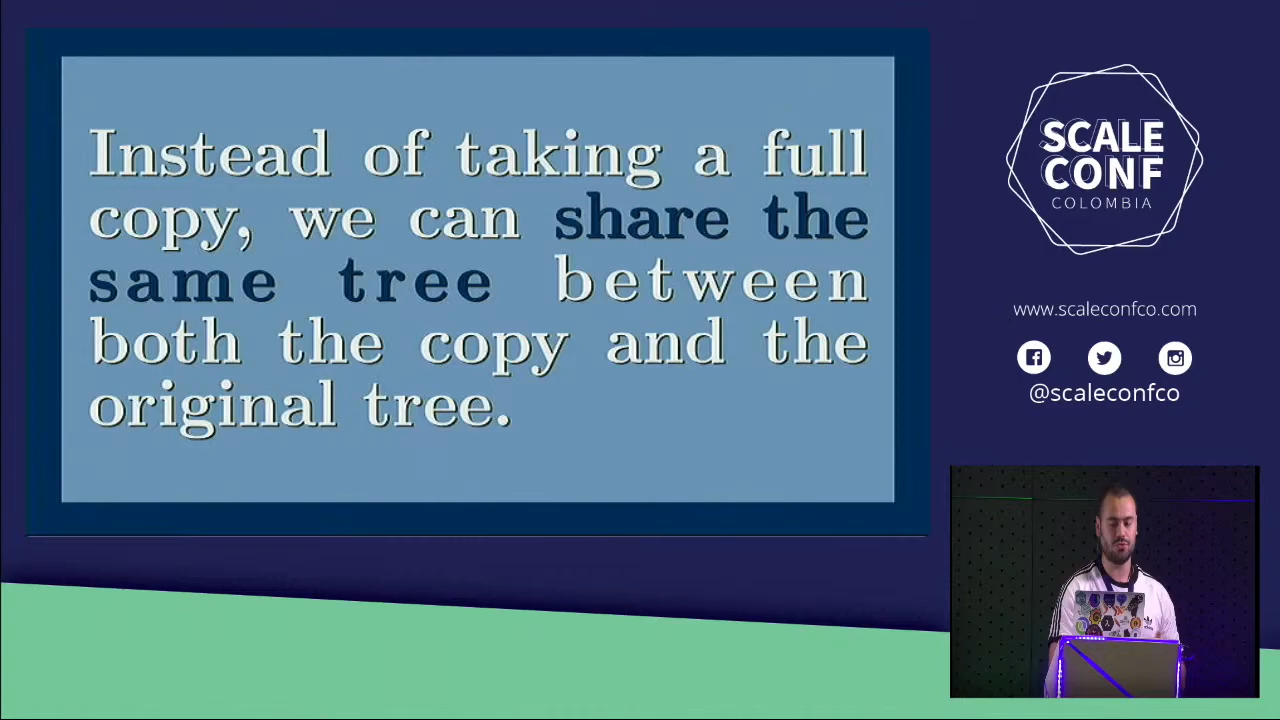 Instead of taking a full
copy, we can share the
same tree between
both the copy and the
original tree.
SCALE
CONF
COLOMBIA
www.scaleconfco.com
@scaleconfco